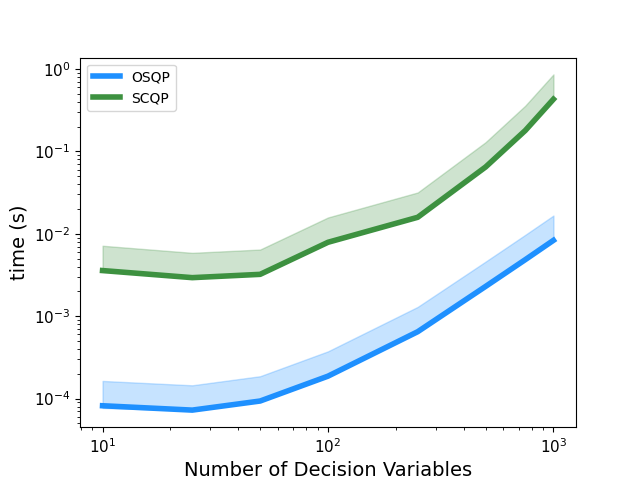 OSQP
SCQP
10⁰
10⁻¹
10⁻²
10⁻³
10⁻⁴
time (s)
10¹ 10² 10³
Number of Decision Variables